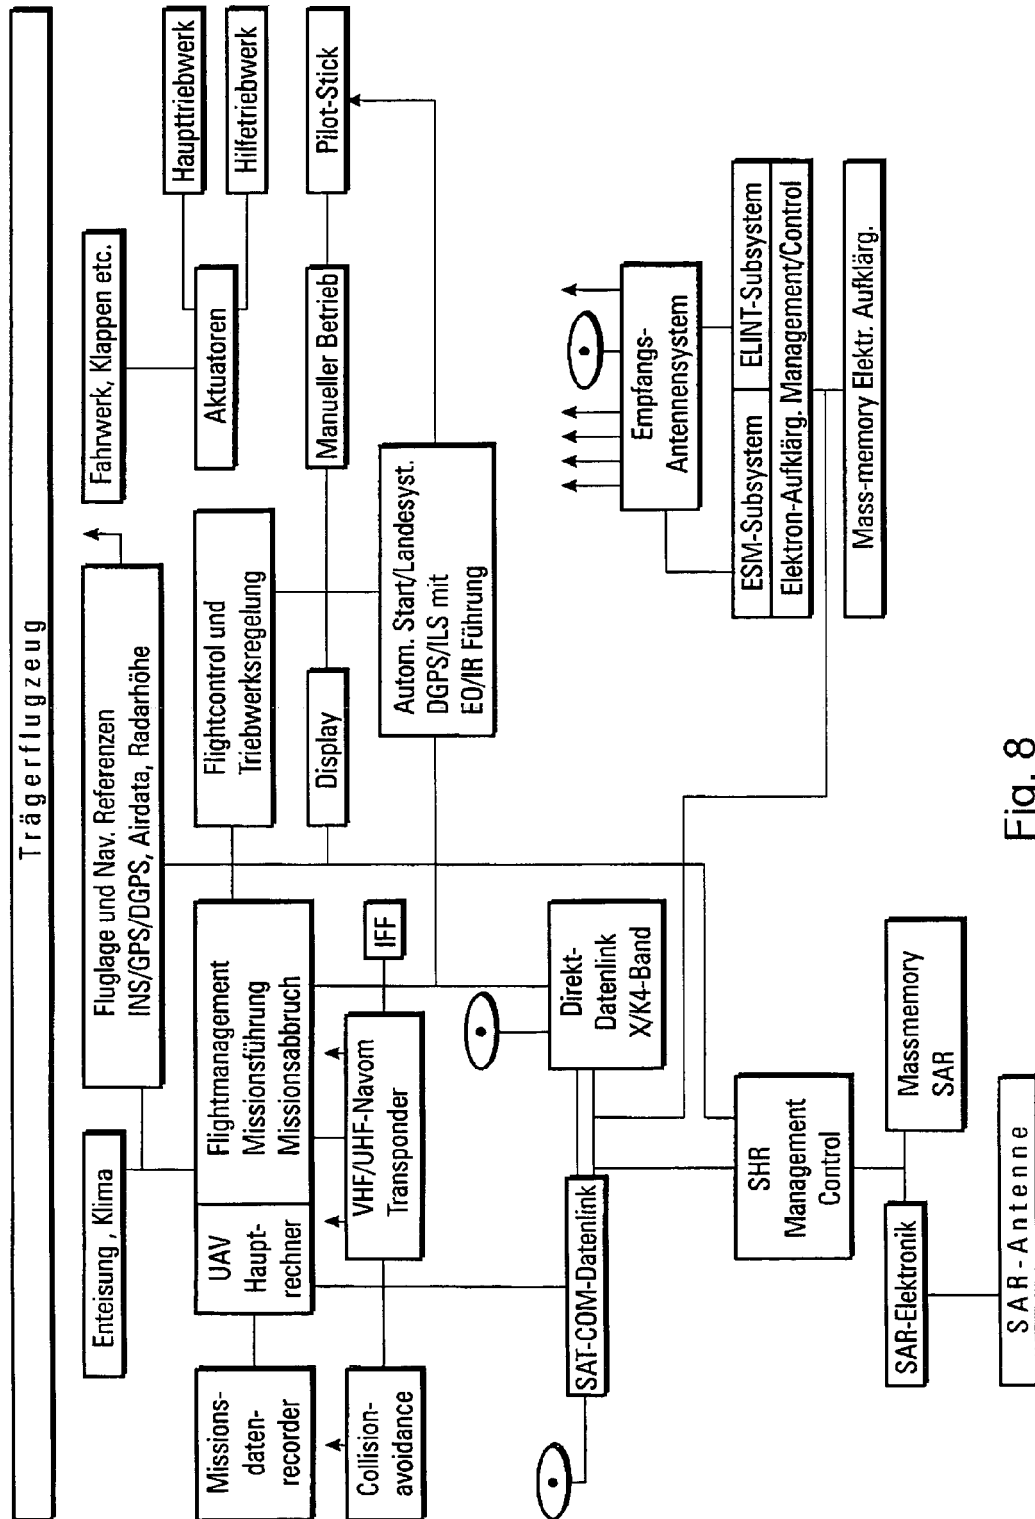 Trägerflugzeug
Enteisung , Klima
Fluglage und Nav. Referenzen
INS/GPS/DGPS, Airdata, Radarhöhe
Fahrwerk, Klappen etc.
Haupttriebwerk
Hilfetriebwerk
Aktuatoren
Missions-
daten-
recorder
UAV
Haupt-
rechner
Flightmanagement
Missionsführung
Missionsabbruch
Flightcontrol und
Triebwerksregelung
Collision-
avoidance
VHF/UHF-Navom
Transponder
IFF
Display
Manueller Betrieb
Pilot-Stick
Autom. Start/Landesyst.
DGPS/ILS mit
EO/IR Führung
SAT-COM-Datenlink
Direkt-
Datenlink
X/K4-Band
Empfangs-
Antennensystem
ESM-Subsystem
ELINT-Subsystem
Elektron-Aufklärg. Management/Control
Mass-memory Elektr. Aufklärg.
SHR
Management
Control
SAR-Elektronik
Massmemory
SAR
SAR-Antenne
Fig. 8